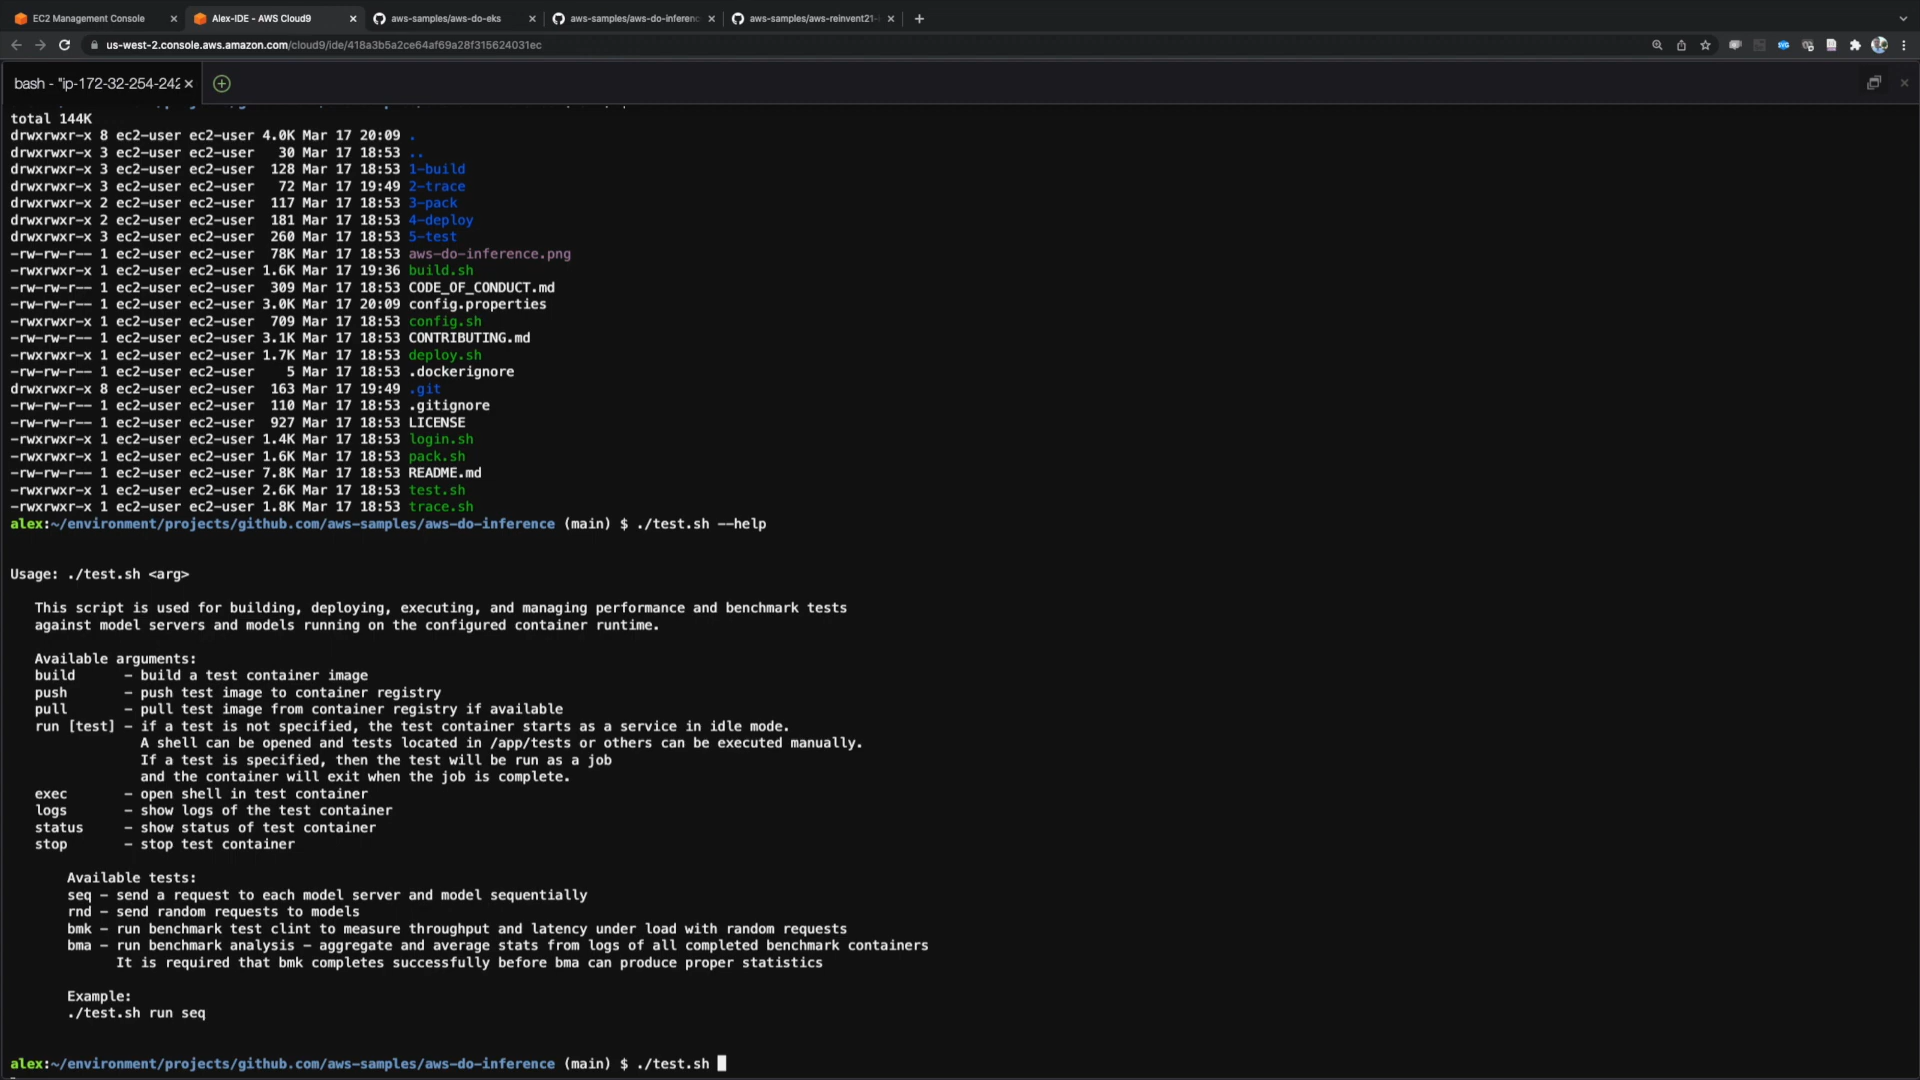 EC2 Management Console
Alex-IDE - AWS Cloud9
aws-samples/aws-do-eks
aws-samples/aws-do-inferenc
aws-samples/aws-reinvent21-
us-west-2.console.aws.amazon.com/cloud9/ide/418a3b5a2ce64af69a28f315624031ec
bash - "ip-172-32-254-242
total 144K
drwxrwxr-x 8 ec2-user ec2-user 4.0K Mar 17 20:09 .
drwxrwxr-x 3 ec2-user ec2-user   30 Mar 17 18:53 ..
drwxrwxr-x 3 ec2-user ec2-user  128 Mar 17 18:53 1-build
drwxrwxr-x 3 ec2-user ec2-user   72 Mar 17 19:49 2-trace
drwxrwxr-x 2 ec2-user ec2-user  117 Mar 17 18:53 3-pack
drwxrwxr-x 2 ec2-user ec2-user  181 Mar 17 18:53 4-deploy
drwxrwxr-x 3 ec2-user ec2-user  260 Mar 17 18:53 5-test
-rw-rw-r-- 1 ec2-user ec2-user  78K Mar 17 18:53 aws-do-inference.png
-rwxrwxr-x 1 ec2-user ec2-user 1.6K Mar 17 19:36 build.sh
-rw-rw-r-- 1 ec2-user ec2-user  309 Mar 17 18:53 CODE_OF_CONDUCT.md
-rw-rw-r-- 1 ec2-user ec2-user 3.0K Mar 17 20:09 config.properties
-rwxrwxr-x 1 ec2-user ec2-user  709 Mar 17 18:53 config.sh
-rw-rw-r-- 1 ec2-user ec2-user 3.1K Mar 17 18:53 CONTRIBUTING.md
-rwxrwxr-x 1 ec2-user ec2-user 1.7K Mar 17 18:53 deploy.sh
-rw-rw-r-- 1 ec2-user ec2-user    5 Mar 17 18:53 .dockerignore
drwxrwxr-x 8 ec2-user ec2-user  163 Mar 17 19:49 .git
-rw-rw-r-- 1 ec2-user ec2-user  110 Mar 17 18:53 .gitignore
-rw-rw-r-- 1 ec2-user ec2-user  927 Mar 17 18:53 LICENSE
-rwxrwxr-x 1 ec2-user ec2-user 1.4K Mar 17 18:53 login.sh
-rwxrwxr-x 1 ec2-user ec2-user 1.6K Mar 17 18:53 pack.sh
-rw-rw-r-- 1 ec2-user ec2-user 7.8K Mar 17 18:53 README.md
-rwxrwxr-x 1 ec2-user ec2-user 2.6K Mar 17 18:53 test.sh
-rwxrwxr-x 1 ec2-user ec2-user 1.8K Mar 17 18:53 trace.sh
alex:~/environment/projects/github.com/aws-samples/aws-do-inference (main) $ ./test.sh --help
Usage: ./test.sh <arg>
This script is used for building, deploying, executing, and managing performance and benchmark tests
against model servers and models running on the configured container runtime.
Available arguments:
build      - build a test container image
push       - push test image to container registry
pull       - pull test image from container registry if available
run [test] - if a test is not specified, the test container starts as a service in idle mode.
A shell can be opened and tests located in /app/tests or others can be executed manually.
If a test is specified, then the test will be run as a job
and the container will exit when the job is complete.
exec       - open shell in test container
logs       - show logs of the test container
status     - show status of test container
stop       - stop test container
Available tests:
seq - send a request to each model server and model sequentially
rnd - send random requests to models
bmk - run benchmark test clint to measure throughput and latency under load with random requests
bma - run benchmark analysis - aggregate and average stats from logs of all completed benchmark containers
It is required that bmk completes successfully before bma can produce proper statistics
Example:
./test.sh run seq
alex:~/environment/projects/github.com/aws-samples/aws-do-inference (main) $ ./test.sh